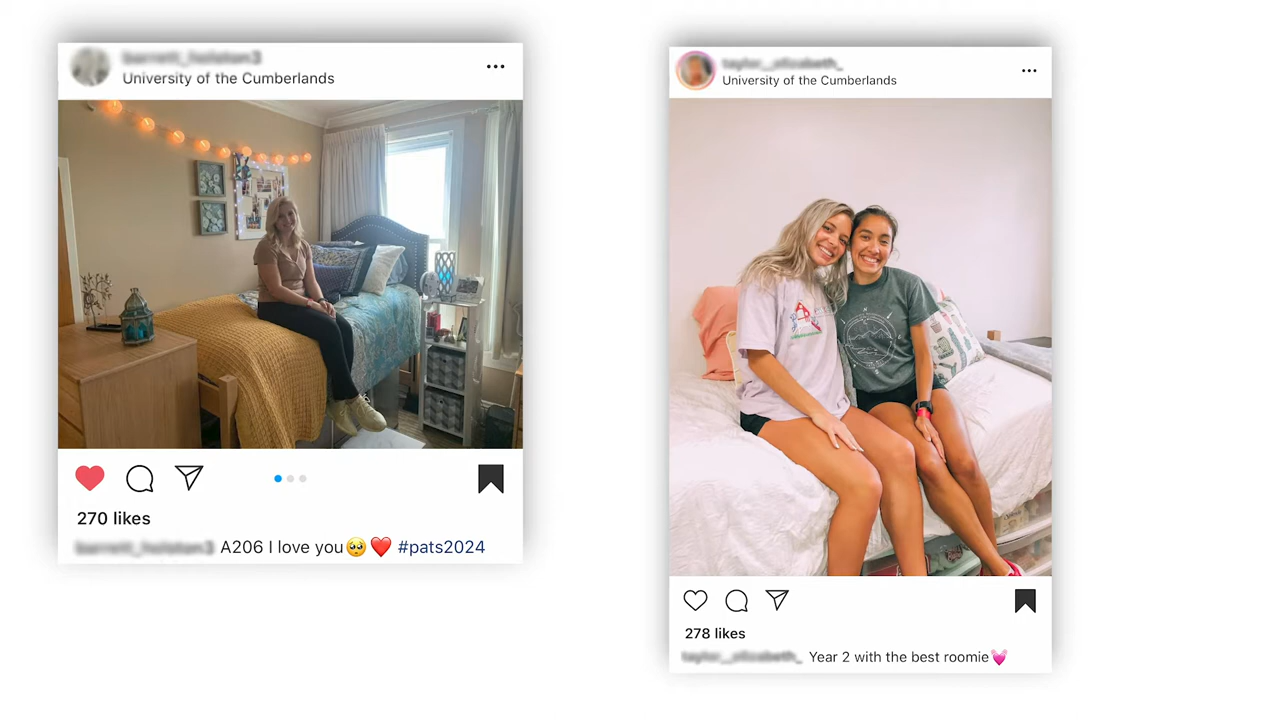 University of the Cumberlands
270 likes
A206 I love you🥺❤️ #pats2024
University of the Cumberlands
278 likes
Year 2 with the best roomie💓